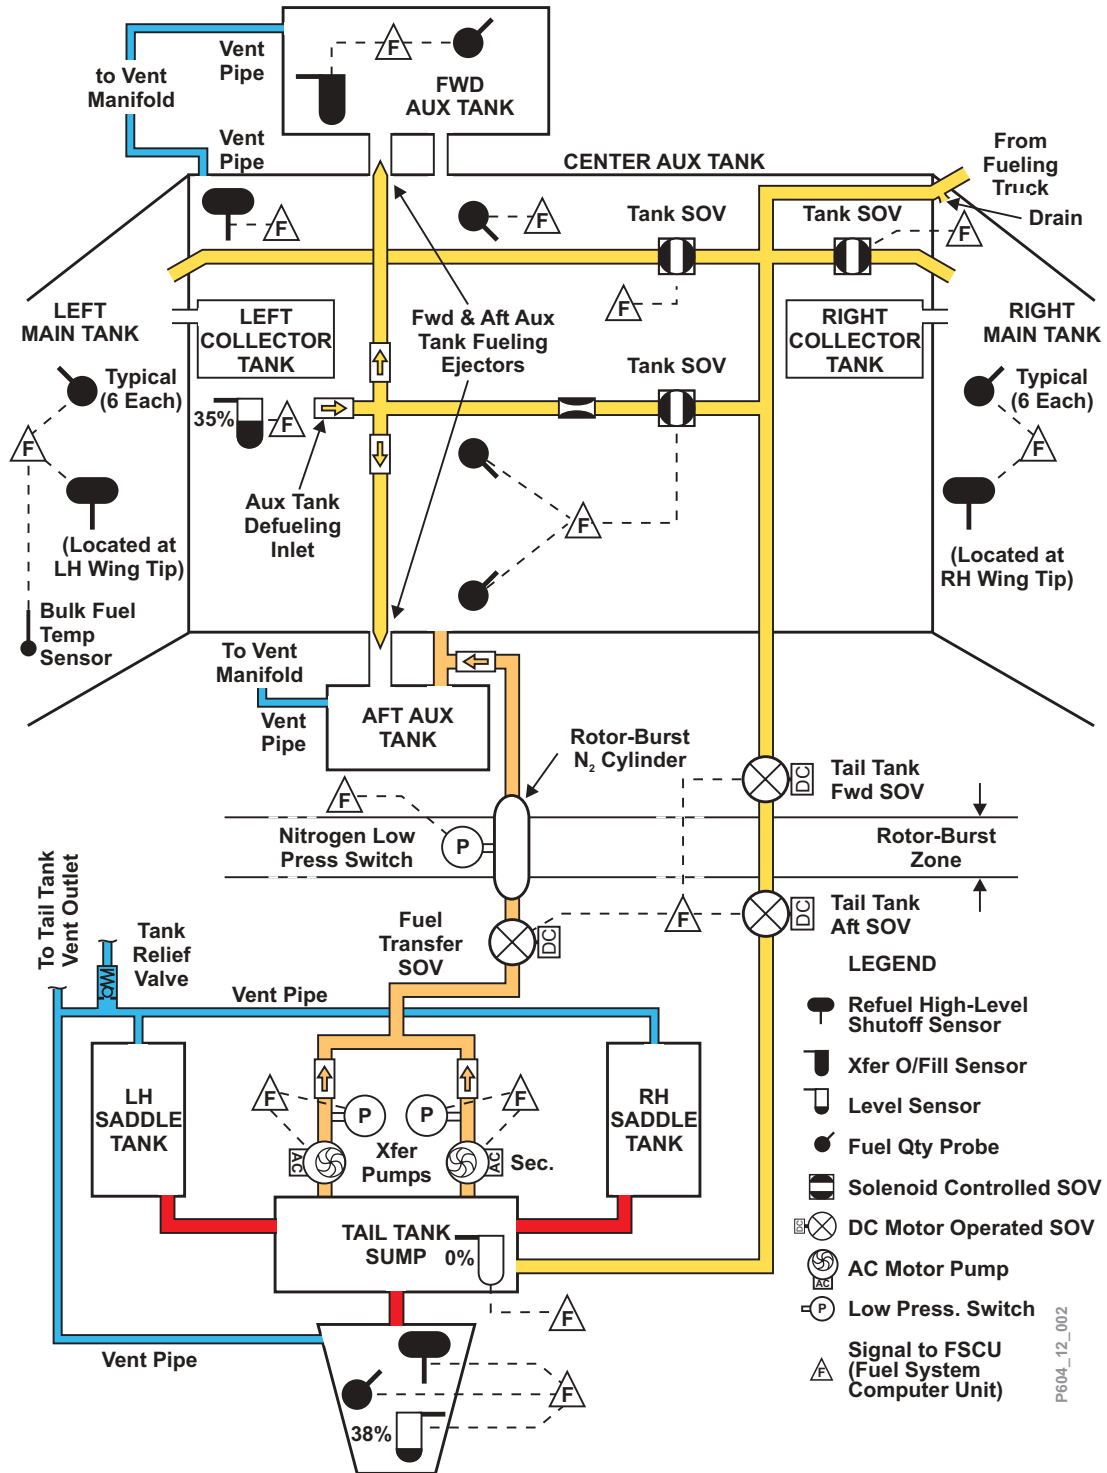 Vent
Pipe
to Vent
Manifold
F
FWD
AUX TANK
Vent
Pipe
CENTER AUX TANK
From
Fueling
Truck
Drain
F
F
Tank SOV
Tank SOV
F
F
LEFT
MAIN TANK
LEFT
COLLECTOR
TANK
Fwd & Aft Aux
Tank Fueling
Ejectors
RIGHT
COLLECTOR
TANK
RIGHT
MAIN TANK
Tank SOV
Typical
(6 Each)
35%
F
Typical
(6 Each)
F
F
Aux Tank
Defueling
Inlet
F
(Located at
LH Wing Tip)
(Located at
RH Wing Tip)
Bulk Fuel
Temp
Sensor
To Vent
Manifold
Vent
Pipe
AFT AUX
TANK
Rotor-Burst
N2 Cylinder
DC
Tail Tank
Fwd SOV
F
Nitrogen Low
Press Switch
P
Rotor-Burst
Zone
To Tail Tank
Vent Outlet
Tank
Relief
Valve
Fuel
Transfer
SOV
DC
F
DC
Tail Tank
Aft SOV
Vent Pipe
LEGEND
Refuel High-Level
Shutoff Sensor
Xfer O/Fill Sensor
Level Sensor
Fuel Qty Probe
Solenoid Controlled SOV
DC
DC Motor Operated SOV
AC
AC Motor Pump
P
Low Press. Switch
F
Signal to FSCU
(Fuel System
Computer Unit)
LH
SADDLE
TANK
F
P
P
F
RH
SADDLE
TANK
AC
Xfer
Pumps
AC
Sec.
TAIL TANK
SUMP
0%
F
Vent Pipe
F
38%
P604_12_002